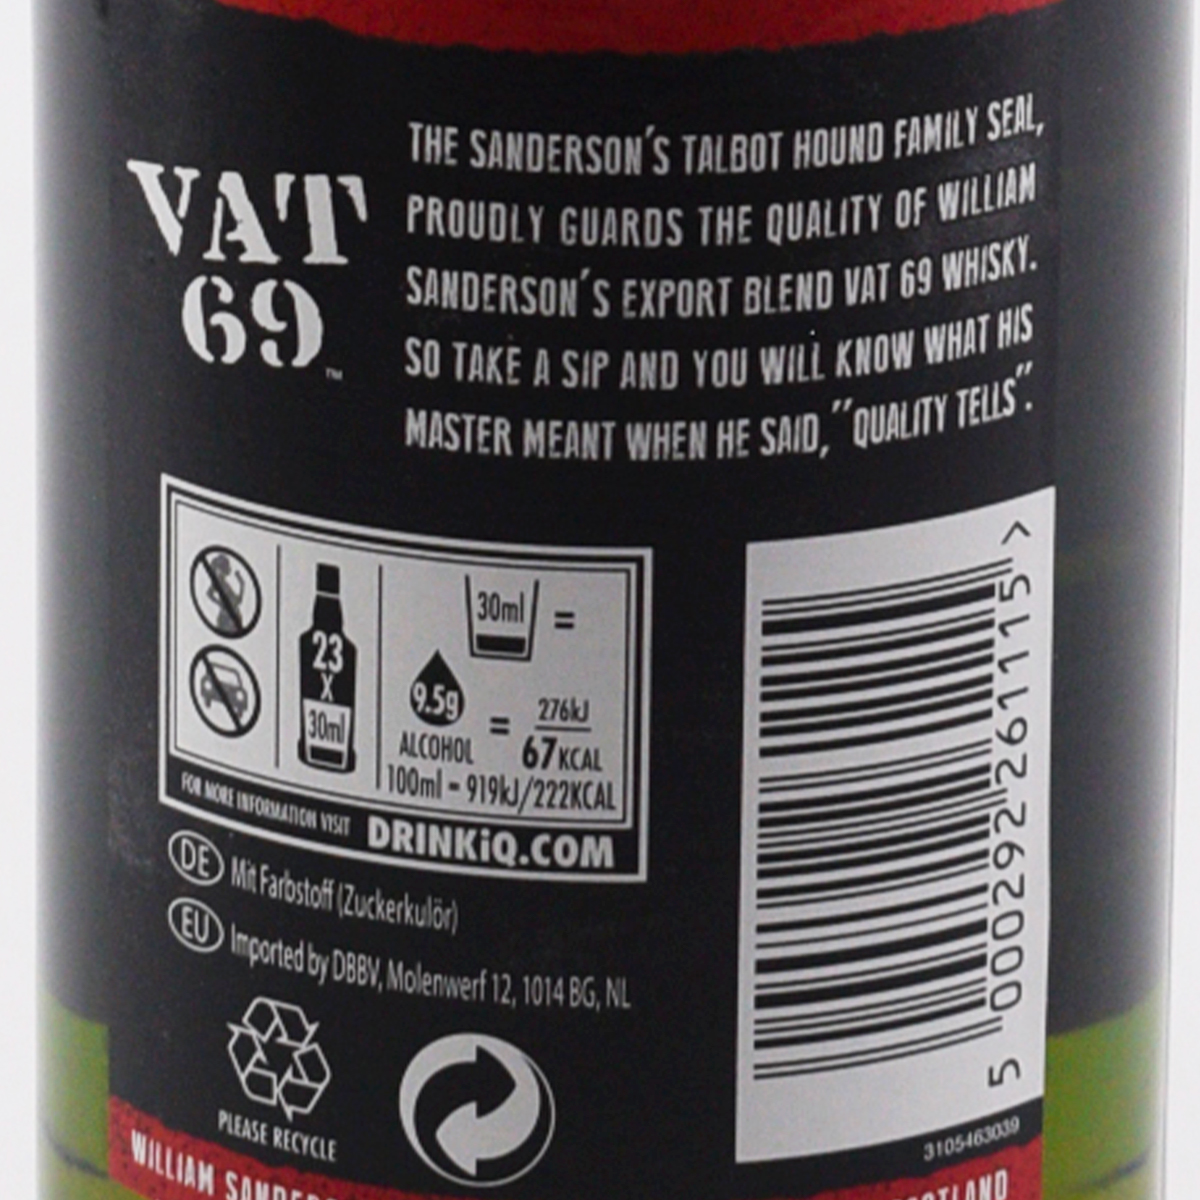 VAT
69
™
THE SANDERSON'S TALBOT HOUND FAMILY SEAL,
PROUDLY GUARDS THE QUALITY OF WILLIAM
SANDERSON'S EXPORT BLEND VAT 69 WHISKY.
SO TAKE A SIP AND YOU WILL KNOW WHAT HIS
MASTER MEANT WHEN HE SAID, "QUALITY TELLS".
23
X
30ml
30ml =
9.5g
ALCOHOL
=
276kJ
67KCAL
100ml - 919kJ/222KCAL
FOR MORE INFORMATION VISIT DRINKiQ.COM
DE Mit Farbstoff (Zuckerkulör)
EU Imported by DBBV, Molenwerf 12, 1014 BG, NL
PLEASE RECYCLE
5 000292 261115 >
3105463039
WILLIAM